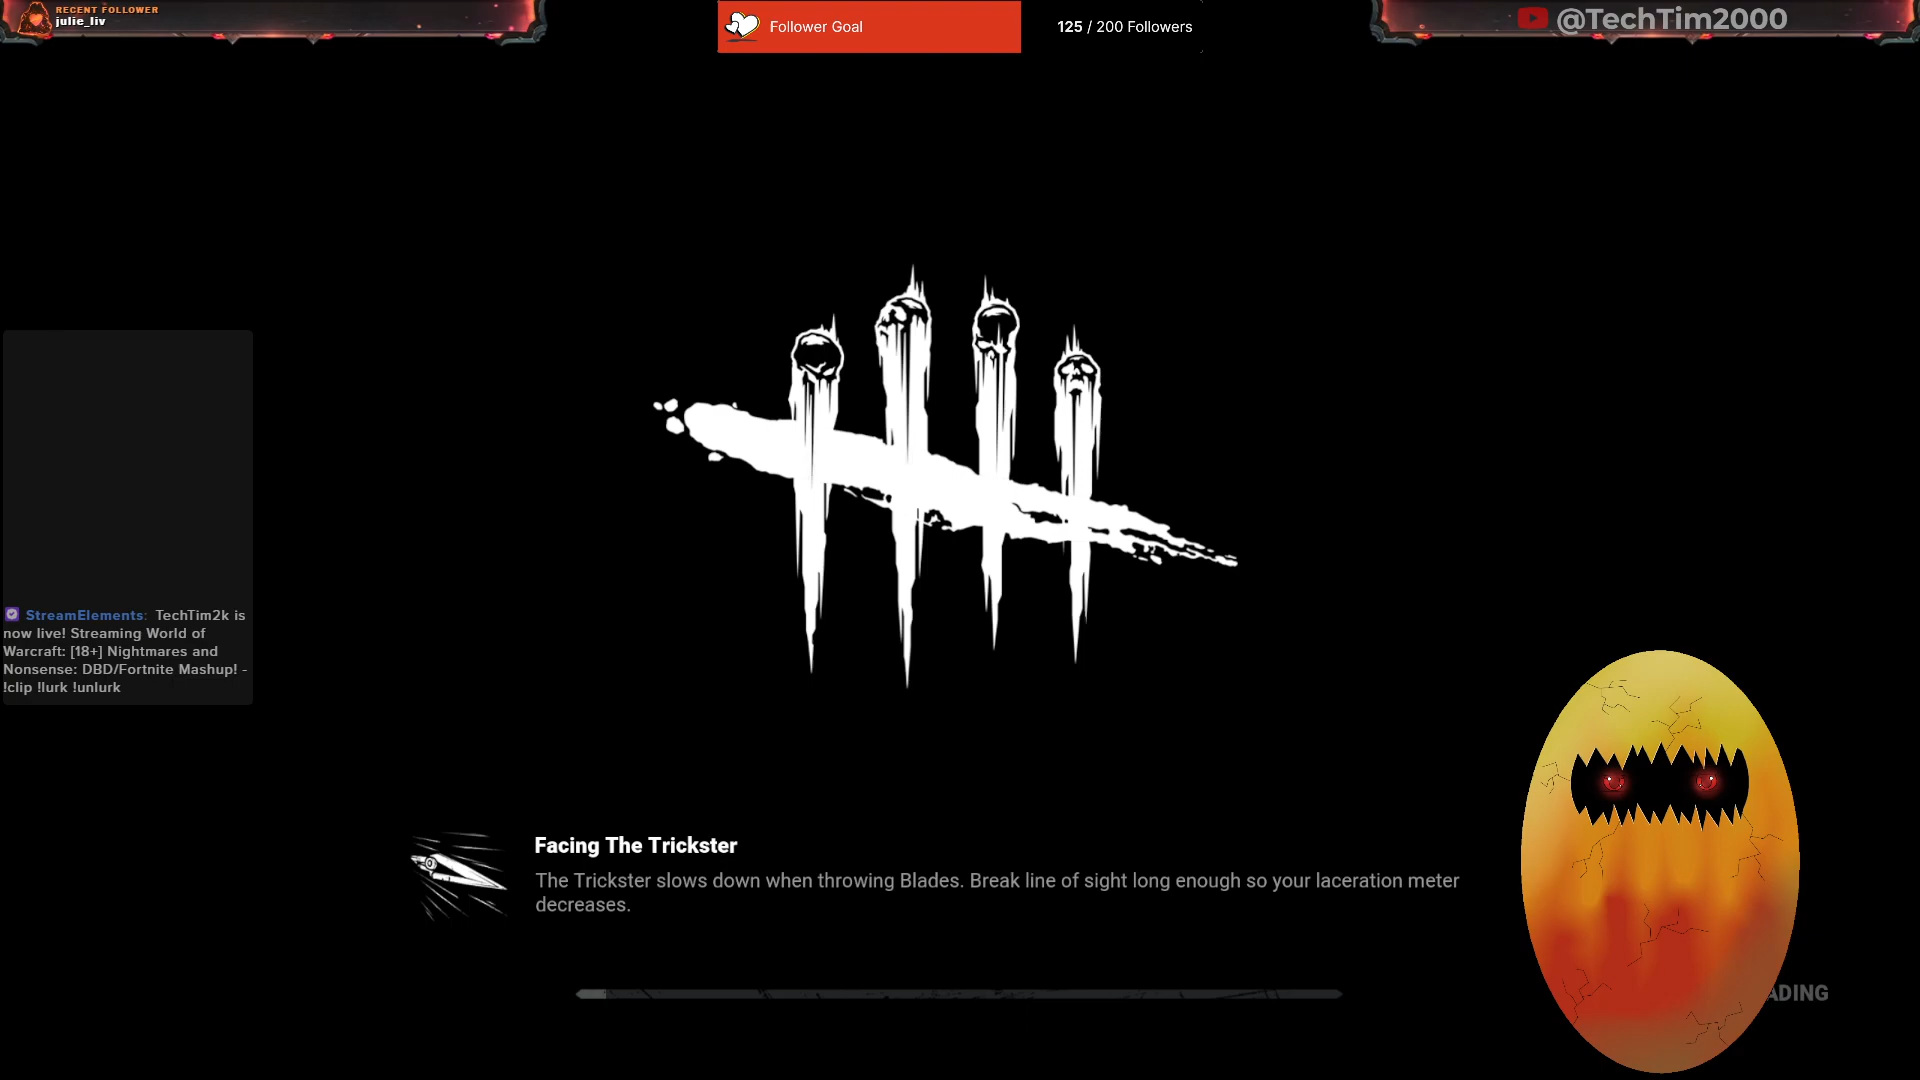 RECENT FOLLOWER
julie_liv
Follower Goal
125 / 200 Followers
@TechTim2000
StreamElements: TechTim2k is
now live! Streaming World of
Warcraft: [18+] Nightmares and
Nonsense: DBD/Fortnite Mashup! -
!clip !lurk !unlurk
Facing The Trickster
The Trickster slows down when throwing Blades. Break line of sight long enough so your laceration meter
decreases.
ADING